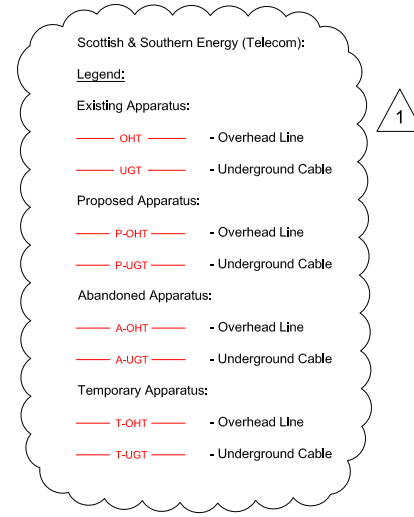 Scottish & Southern Energy (Telecom):
Legend:
Existing Apparatus:
1
OHT - Overhead Line
UGT - Underground Cable
Proposed Apparatus:
P-OHT - Overhead Line
P-UGT - Underground Cable
Abandoned Apparatus:
A-OHT - Overhead Line
A-UGT - Underground Cable
Temporary Apparatus:
T-OHT - Overhead Line
T-UGT - Underground Cable